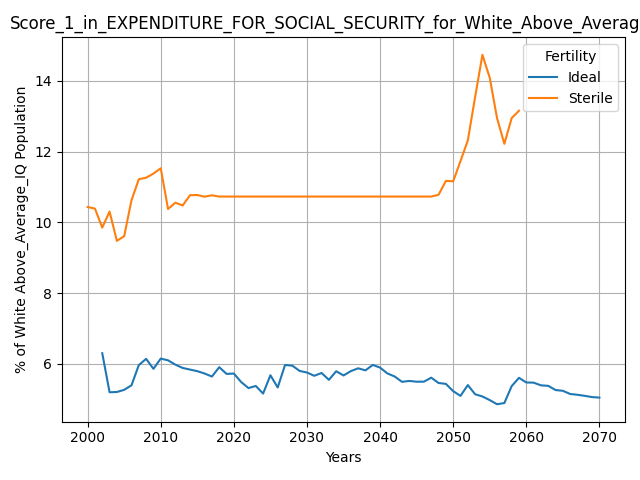 Score_1_in_EXPENDITURE_FOR_SOCIAL_SECURITY_for_White_Above_Averag
Fertility
Ideal
Sterile
14
12
10
8
6
% of White Above_Average_IQ Population
2000 2010 2020 2030 2040 2050 2060 2070
Years